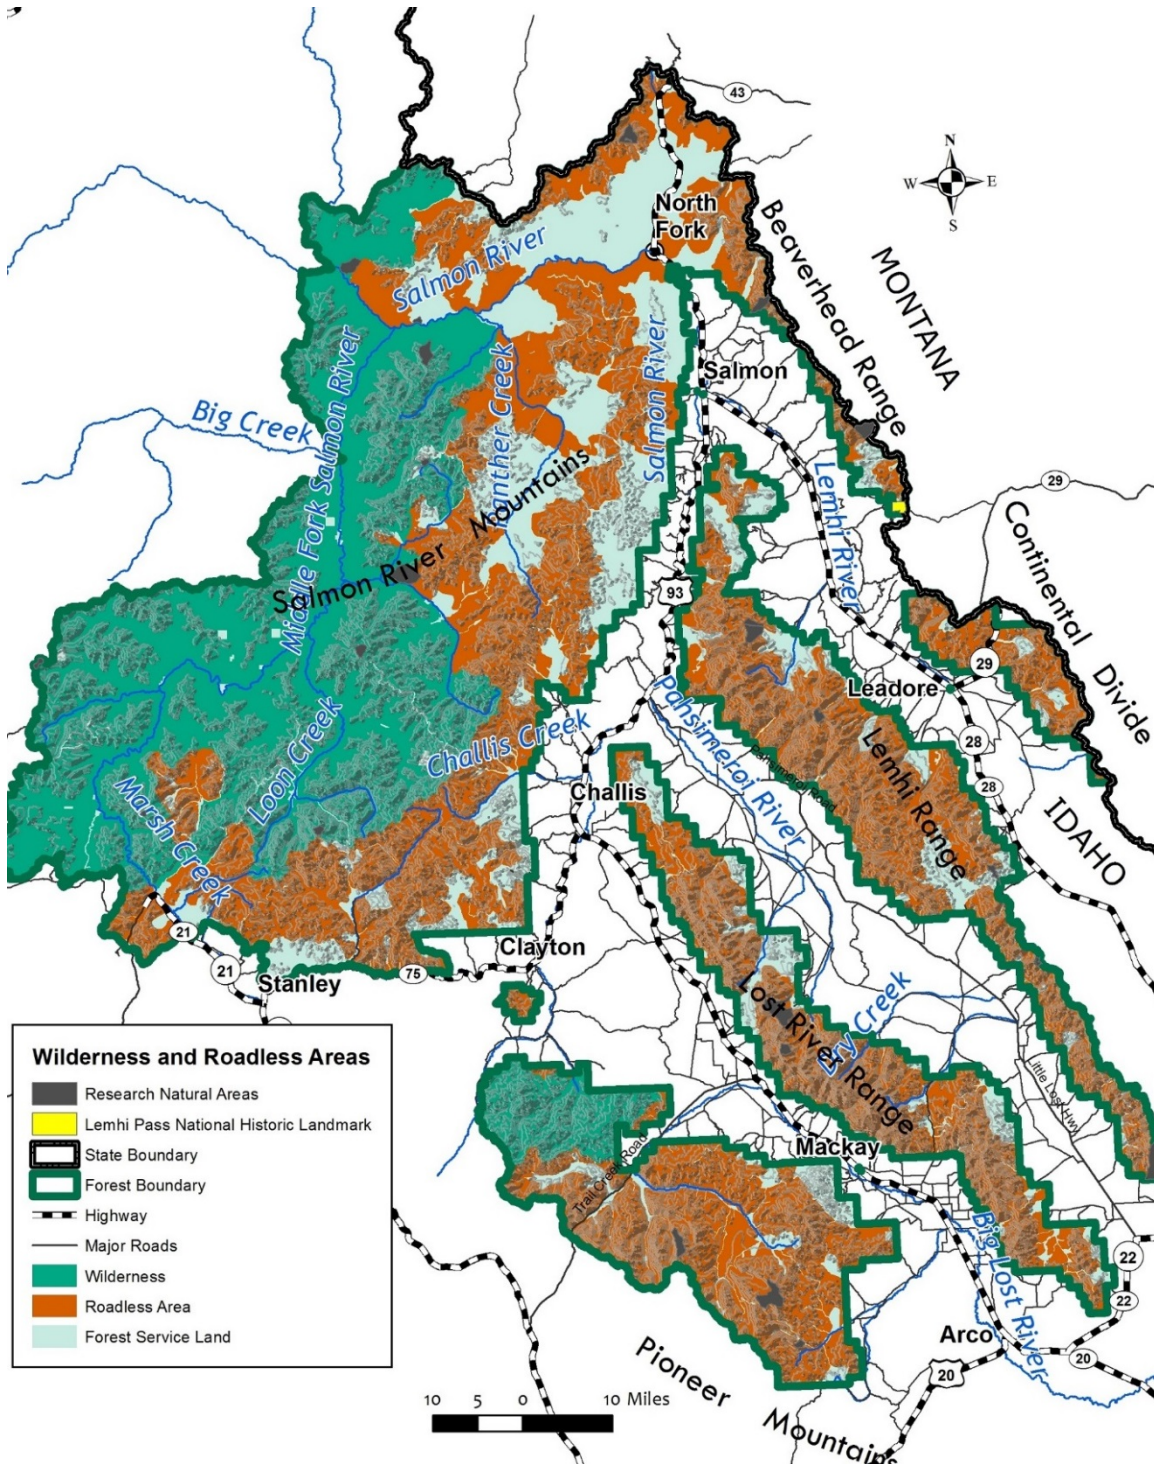 43
N
W E
S
North
Fork
Beaverhead Range
MONTANA
Salmon River
Salmon
Salmon River
Panther Creek
Middle Fork Salmon River
Big Creek
Lemhi River
29
Continental Divide
Salmon River Mountains
93
29
Leadore
Pahsimeroi River
Pahsimeroi Road
28
Lemhi Range
28
IDAHO
Challis Creek
Loon Creek
Marsh Creek
Challis
21
21
Stanley
75
Clayton
Lost River Range
Dry Creek
Little Lost Hwy
Wilderness and Roadless Areas
Research Natural Areas
Lemhi Pass National Historic Landmark
State Boundary
Forest Boundary
Highway
Major Roads
Wilderness
Roadless Area
Forest Service Land
Trail Creek Road
Mackay
Big Lost River
22
22
Arco
20
20
Pioneer Mountains
10 5 0 10 Miles